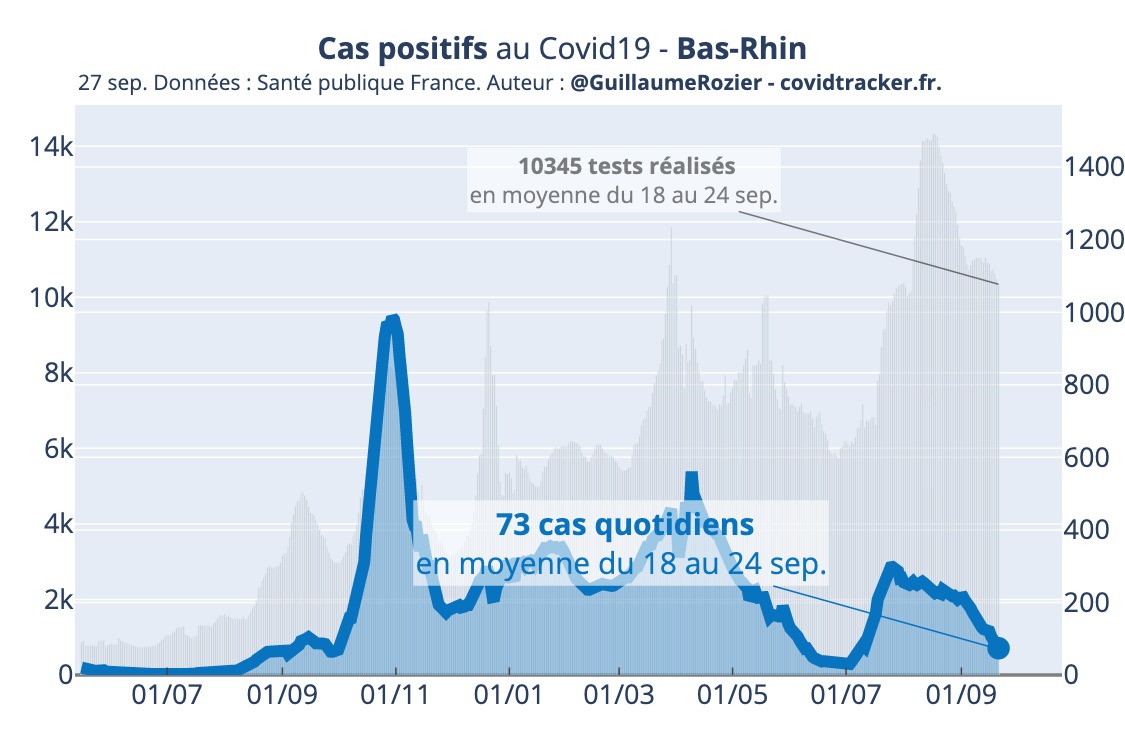 Cas positifs au Covid19 - Bas-Rhin
27 sep. Données : Santé publique France. Auteur : @GuillaumeRozier - covidtracker.fr.
14k
12k
10k
8k
6k
4k
2k
0
10345 tests réalisés
en moyenne du 18 au 24 sep.
73 cas quotidiens
en moyenne du 18 au 24 sep.
1400
1200
1000
800
600
400
200
0
01/07 01/09 01/11 01/01 01/03 01/05 01/07 01/09